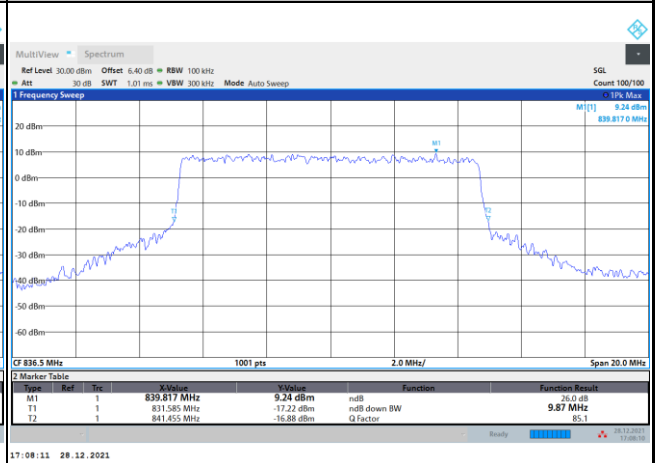 MultiView Spectrum
Ref Level 30.00 dBm Offset 6.40 dB RBW 100 kHz SGL
Att 30 dB SWT 1.01 ms VBW 300 kHz Mode Auto Sweep Count 100/100
1 Frequency Sweep 1Pk Max
M1[1] 9.24 dBm
839.817 0 MHz
20 dBm
M1
10 dBm
0 dBm
-10 dBm
T1 T2
-20 dBm
-30 dBm
-40 dBm
-50 dBm
-60 dBm
CF 836.5 MHz 1001 pts 2.0 MHz/ Span 20.0 MHz
2 Marker Table
Type Ref Trc X-Value Y-Value Function Function Result
M1 1 839.817 MHz 9.24 dBm ndB 26.0 dB
T1 1 831.585 MHz -17.22 dBm ndB down BW 9.87 MHz
T2 1 841.455 MHz -16.88 dBm Q Factor 85.1
Ready 28.12.2021
17:08:10
17:08:11 28.12.2021